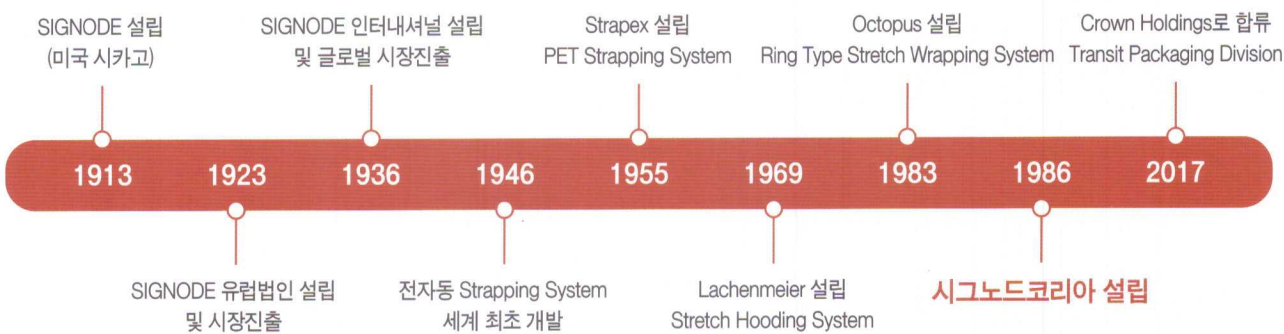 SIGNODE 설립
(미국 시카고)
SIGNODE 인터내셔널 설립
및 글로벌 시장진출
Strapex 설립
PET Strapping System
Octopus 설립
Ring Type Stretch Wrapping System
Crown Holdings로 합류
Transit Packaging Division
1913 1923 1936 1946 1955 1969 1983 1986 2017
SIGNODE 유럽법인 설립
및 시장진출
전자동 Strapping System
세계 최초 개발
Lachenmeier 설립
Stretch Hooding System
시그노드코리아 설립